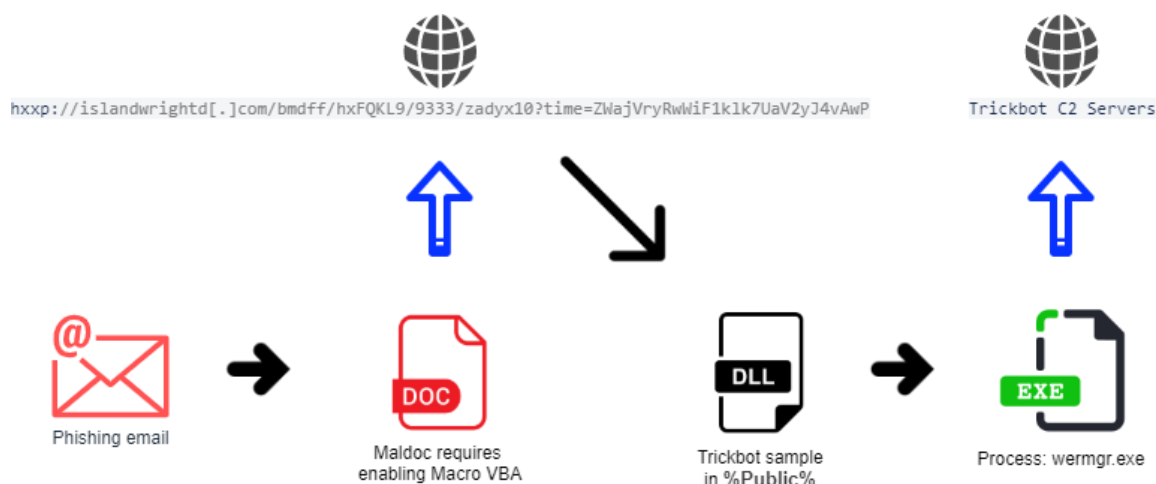 hxxp://islandwrightd[.]com/bmdff/hxFQKL9/9333/zadyx10?time=ZWajVryRwWiF1klk7UaV2yJ4vAwP
Trickbot C2 Servers
@
DOC
DLL
EXE
Phishing email
Maldoc requires
enabling Macro VBA
Trickbot sample
in %Public%
Process: wermgr.exe